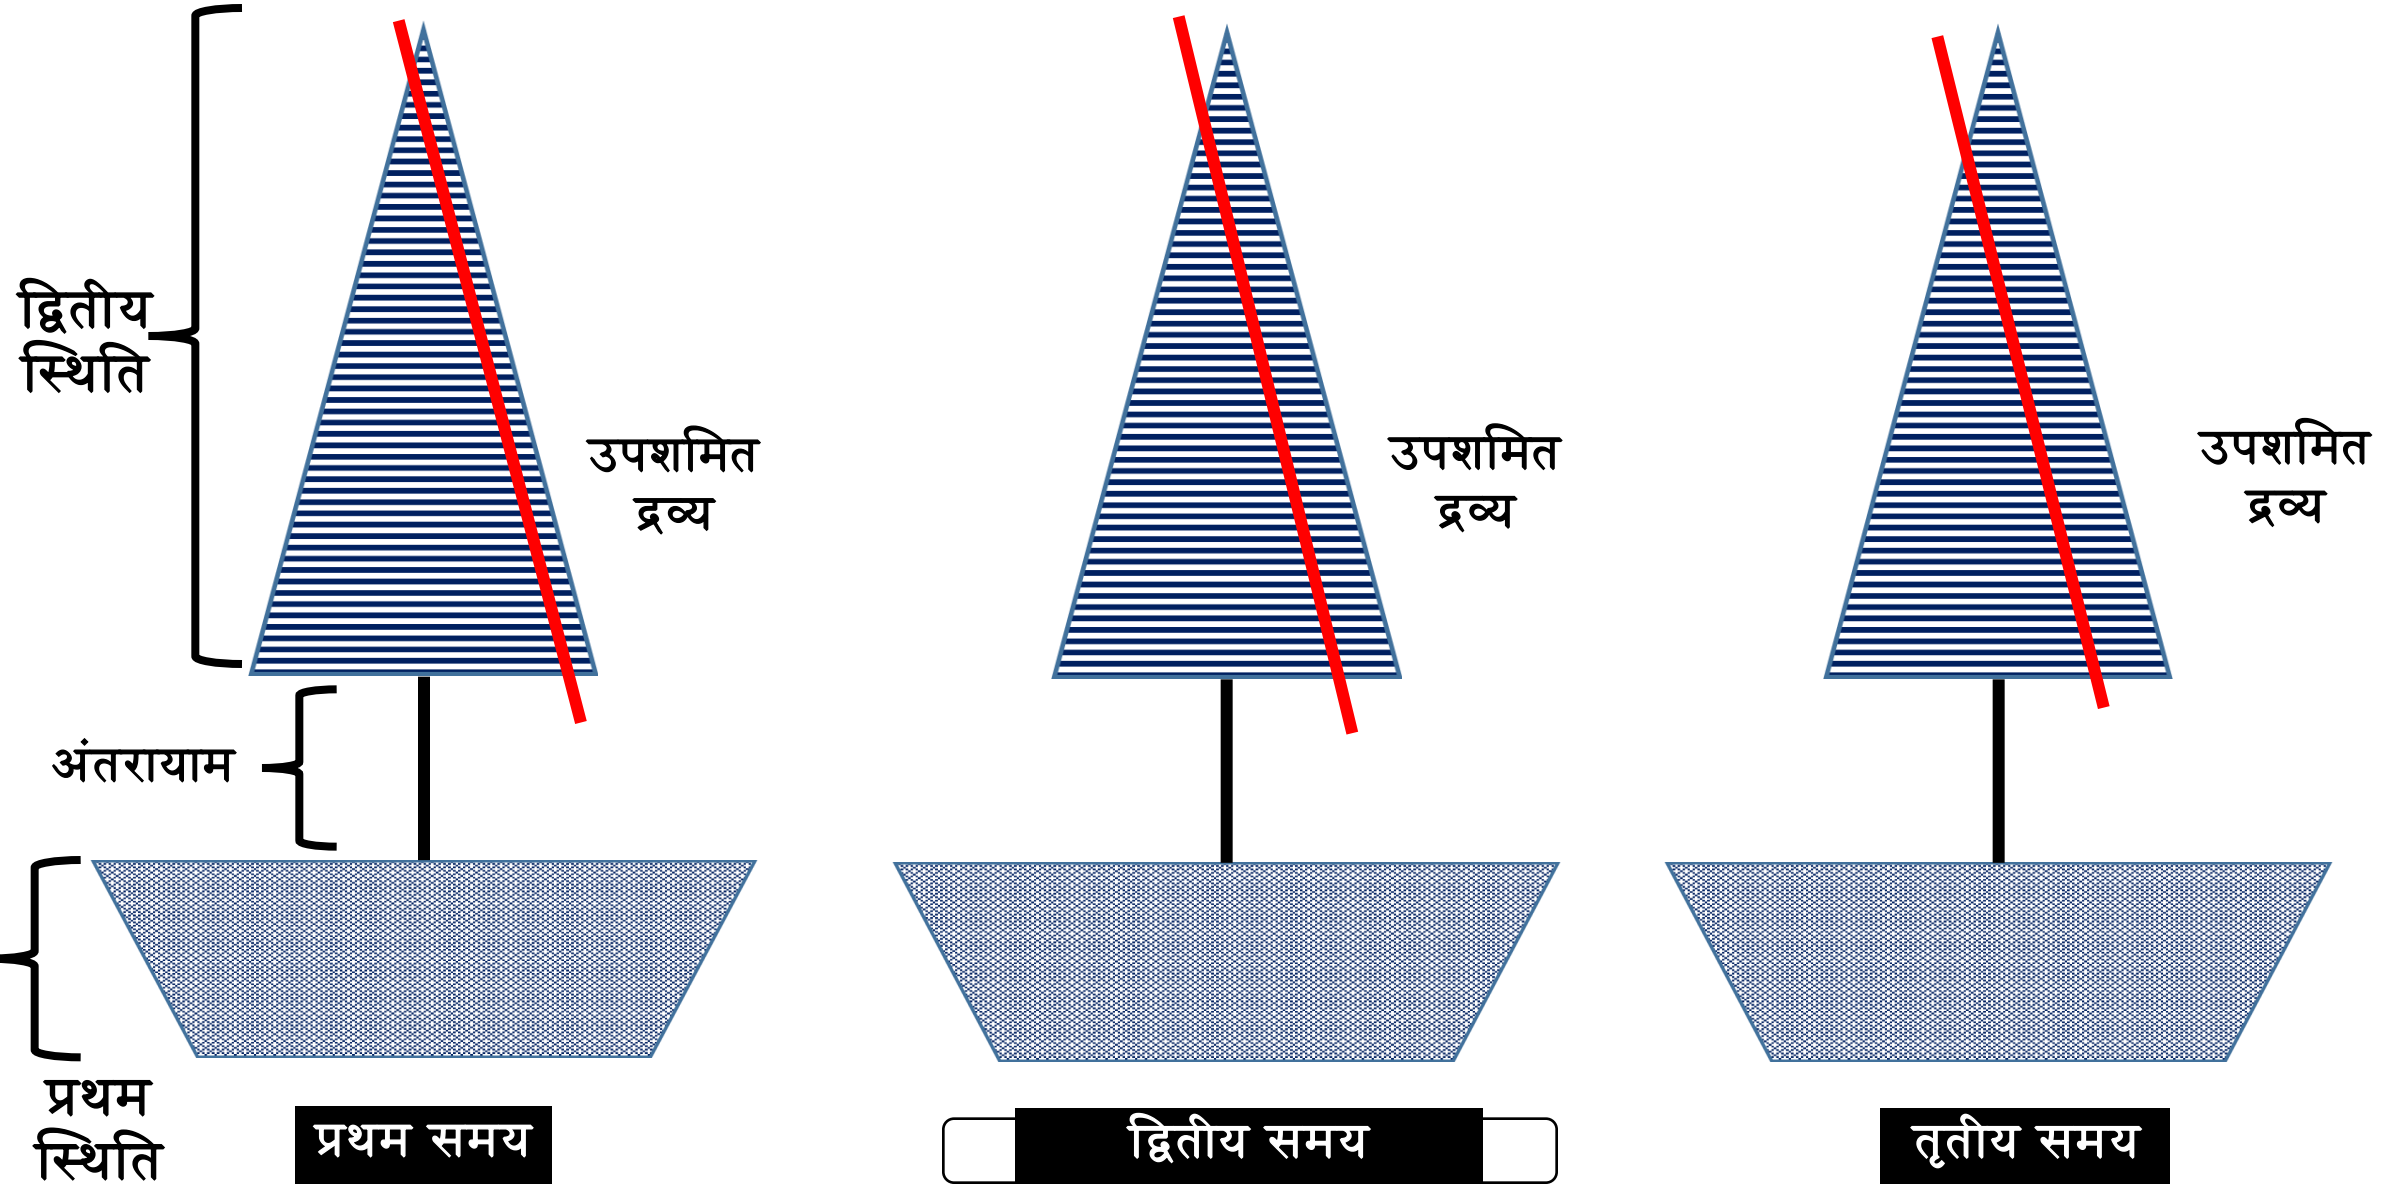 द्वितीय
स्थिति
उपशमित
द्रव्य
उपशमित
द्रव्य
उपशमित
द्रव्य
अंतरायाम
प्रथम
स्थिति
प्रथम समय
द्वितीय समय
तृतीय समय